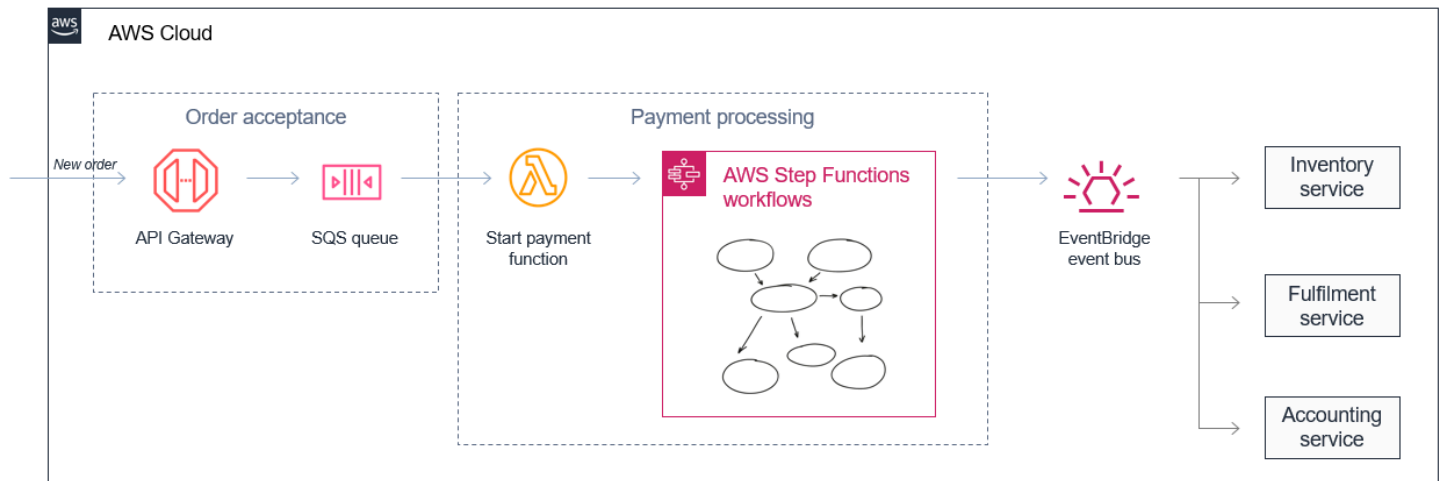 aws
AWS Cloud
Order acceptance
Payment processing
New order
API Gateway
SQS queue
Start payment
function
AWS Step Functions
workflows
EventBridge
event bus
Inventory
service
Fulfilment
service
Accounting
service